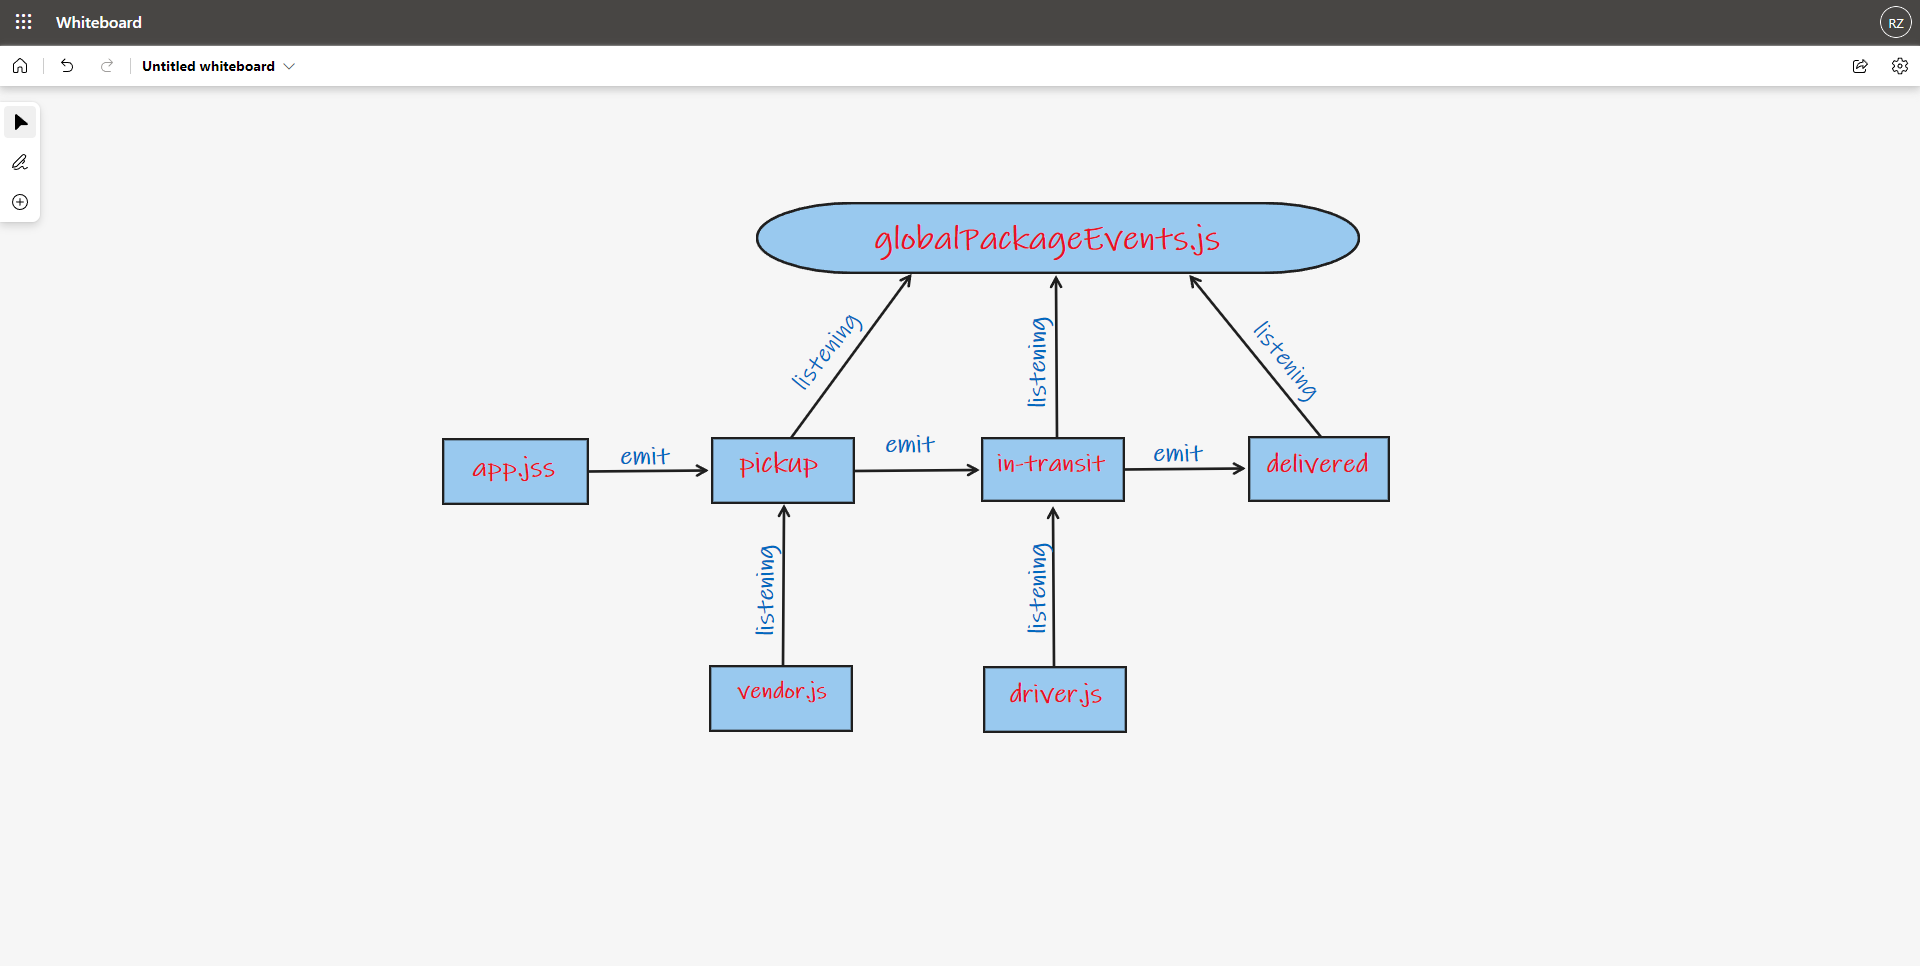 Whiteboard
RZ
Untitled whiteboard
globalPackageEvents.js
listening
listening
listening
app.jss
emit
pickup
emit
in-transit
emit
delivered
listening
listening
vendor.js
driver.js